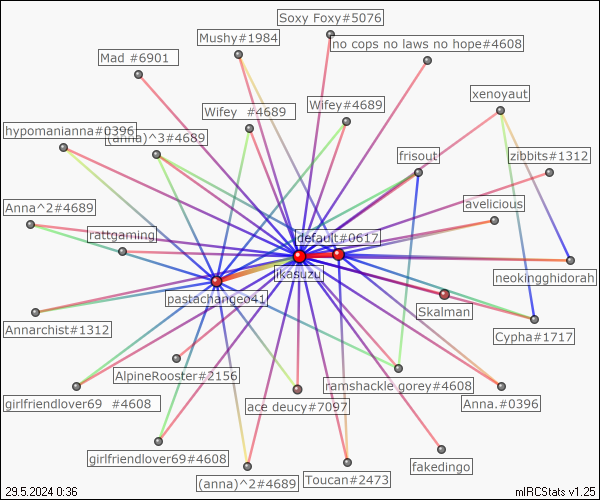 Soxy Foxy#5076
Mushy#1984
no cops no laws no hope#4608
Mad #6901
xenoyaut
Wifey  #4689
Wifey#4689
hypomanianna#0396
(anna)^3#4689
frisout
zibbits#1312
Anna^2#4689
avelicious
rattgaming
default#0617
ikasuzu
neokingghidorah
pastachangeo41
Skalman
Annarchist#1312
Cypha#1717
AlpineRooster#2156
ramshackle gorey#4608
girlfriendlover69  #4608
ace deucy#7097
Anna.#0396
girlfriendlover69#4608
fakedingo
(anna)^2#4689
Toucan#2473
29.5.2024 0:36
mIRCStats v1.25